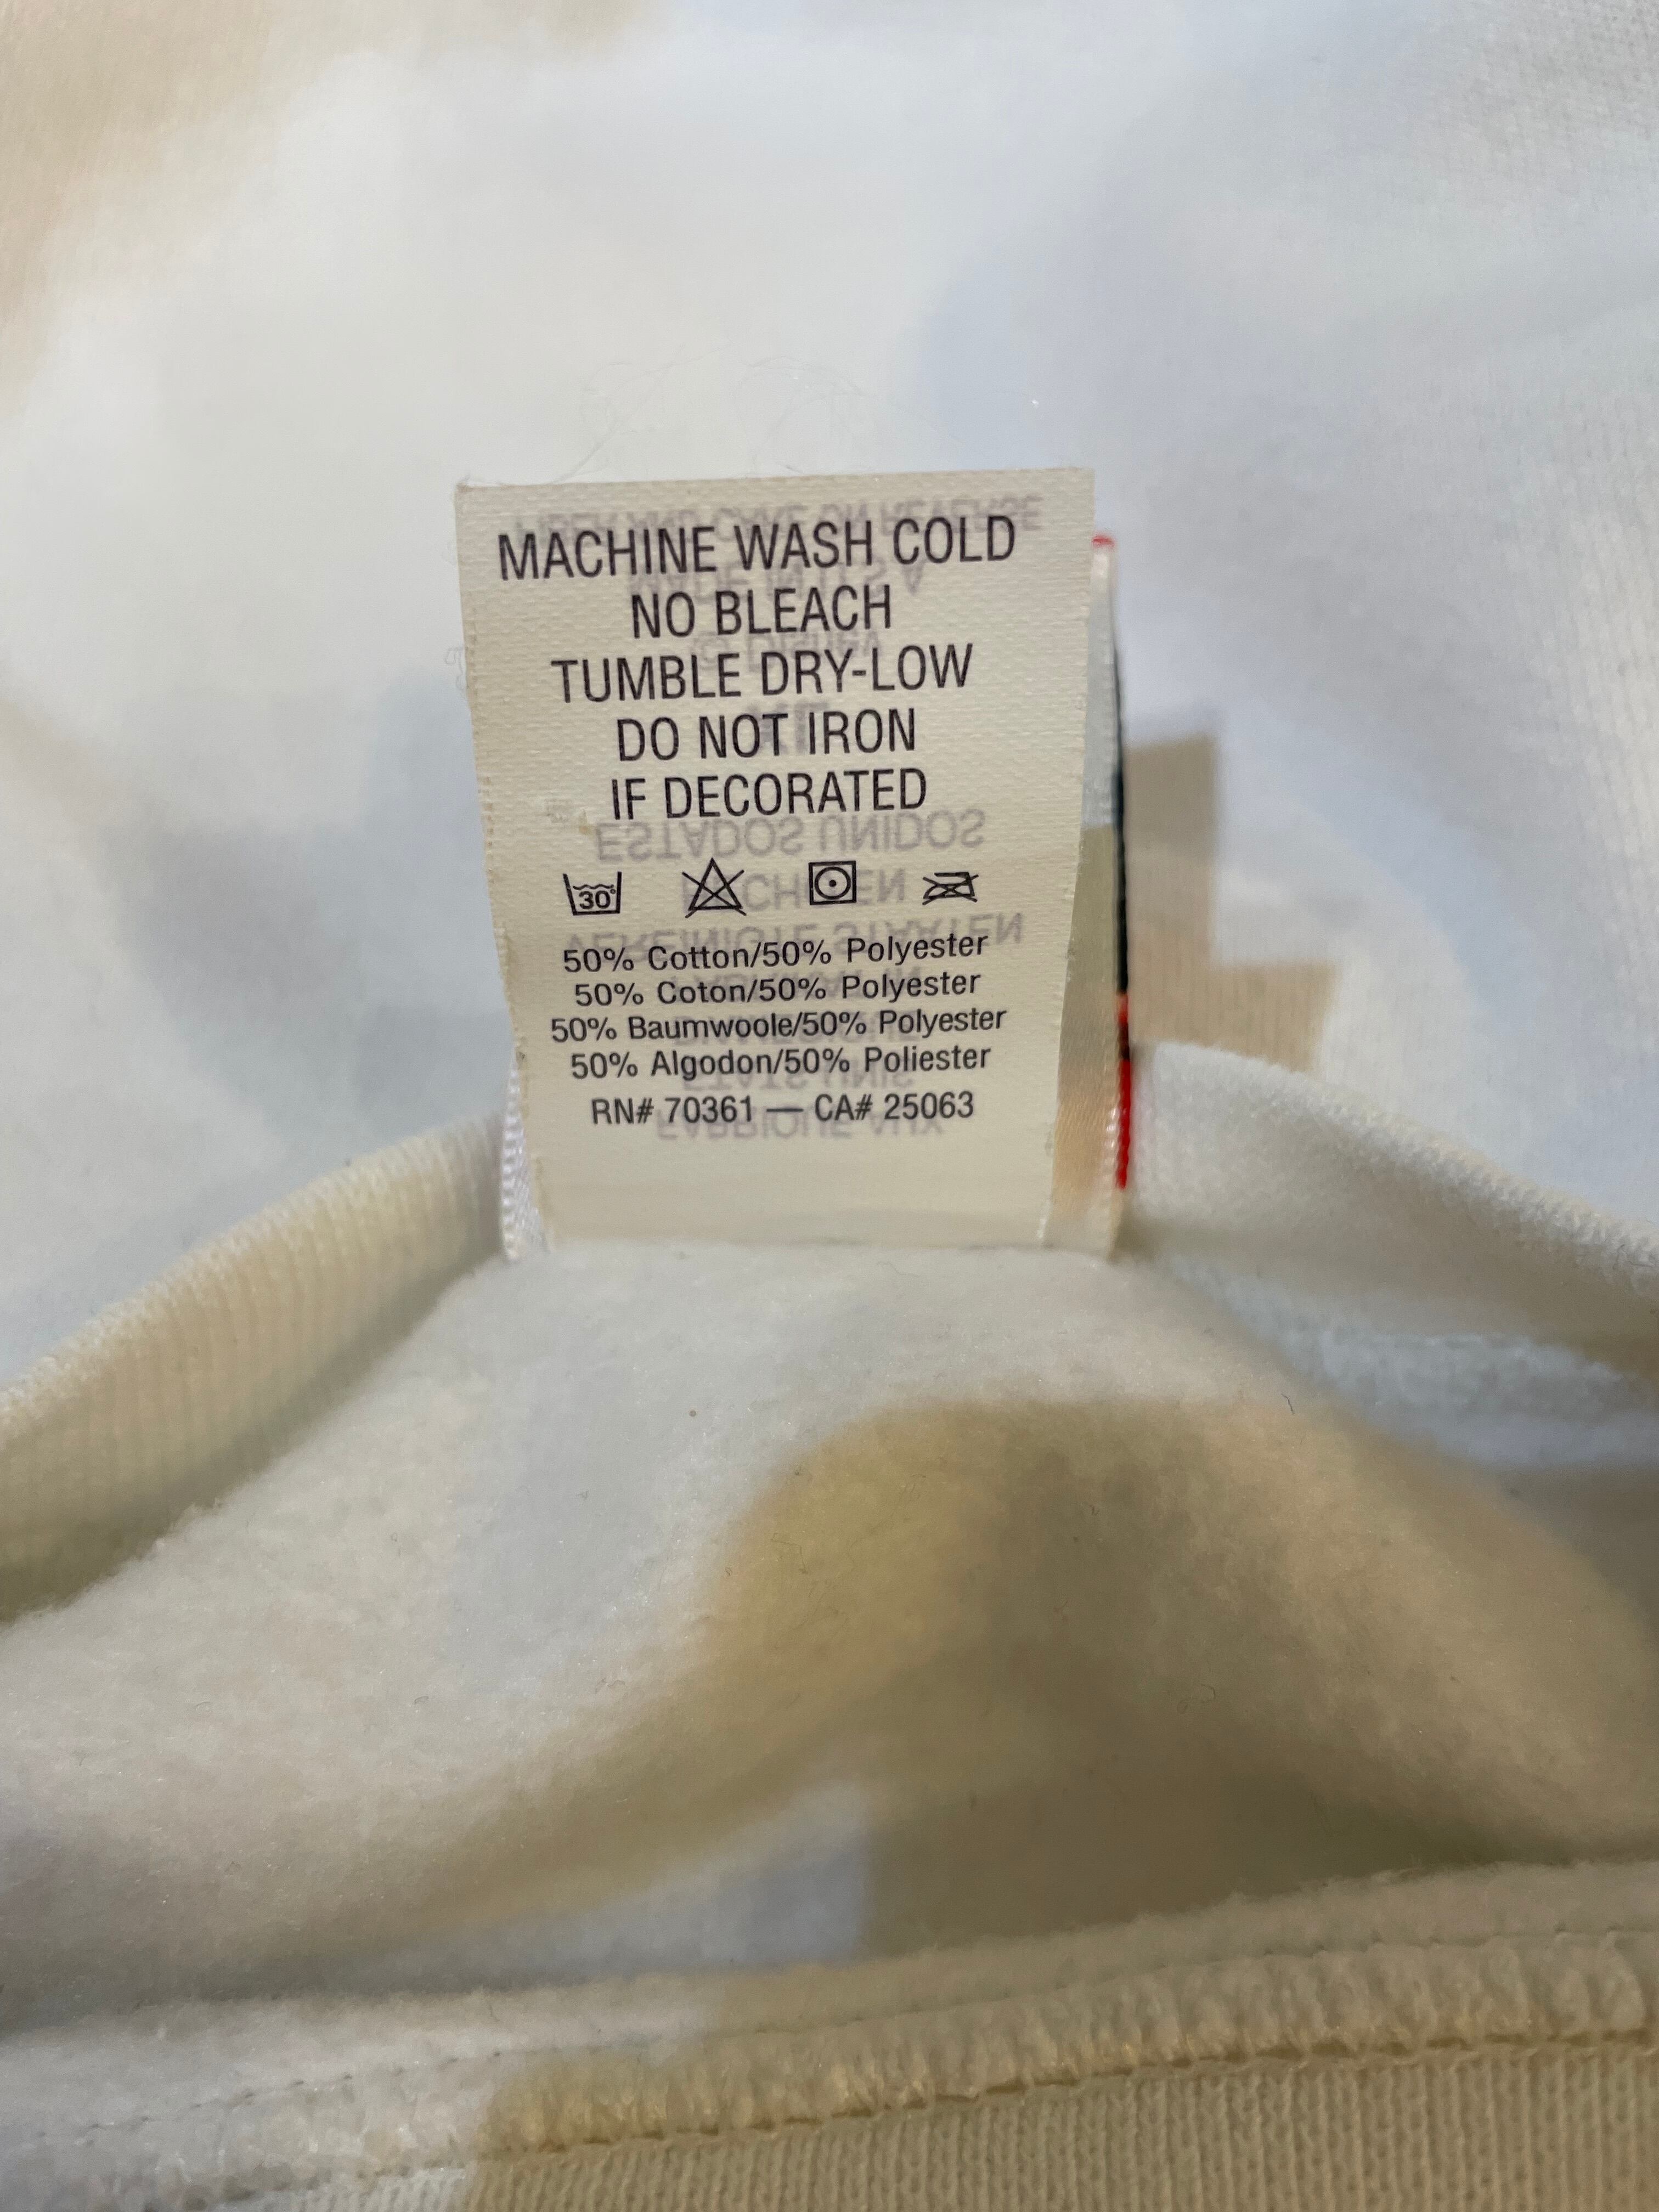 MACHINE WASH COLD
NO BLEACH
TUMBLE DRY-LOW
DO NOT IRON
IF DECORATED
30°
50% Cotton/50% Polyester
50% Coton/50% Polyester
50% Baumwoole/50% Polyester
50% Algodon/50% Poliester
RN# 70361 — CA# 25063